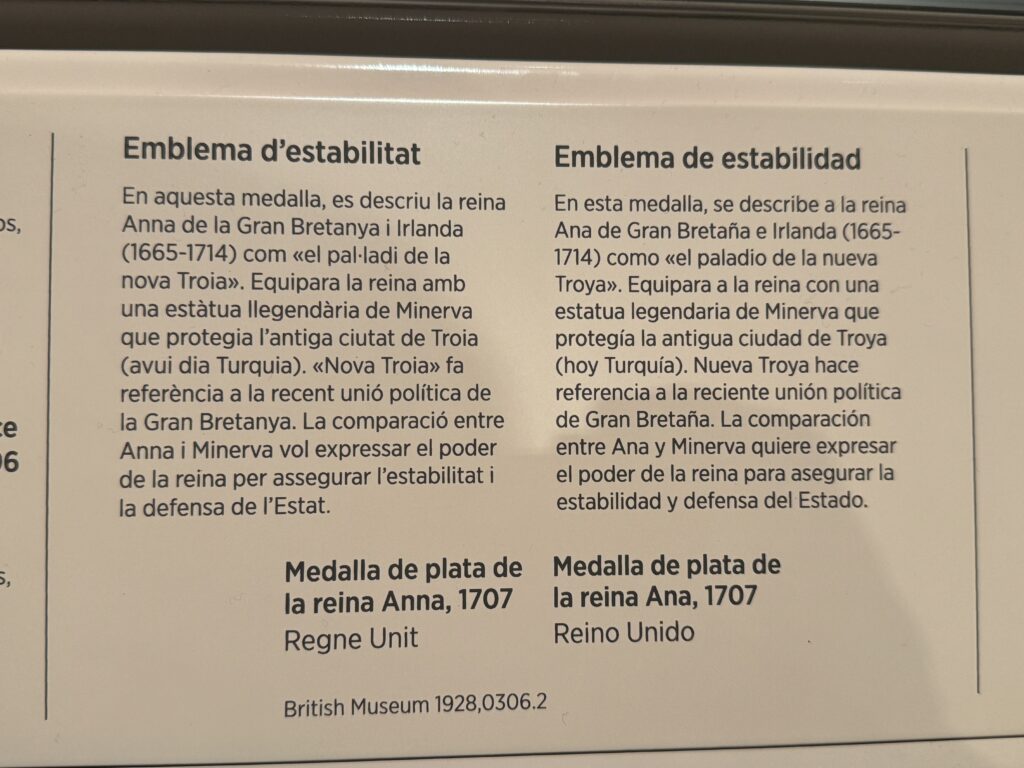 os,
ce
06
s,
Emblema d'estabilitat
En aquesta medalla, es descriu la reina
Anna de la Gran Bretanya i Irlanda
(1665-1714) com «el pal·ladi de la
nova Troia». Equipara la reina amb
una estàtua llegendària de Minerva
que protegia l'antiga ciutat de Troia
(avui dia Turquia). «Nova Troia» fa
referència a la recent unió política de
la Gran Bretanya. La comparació entre
Anna i Minerva vol expressar el poder
de la reina per assegurar l'estabilitat i
la defensa de l'Estat.
Medalla de plata de
la reina Anna, 1707
Regne Unit
Emblema de estabilidad
En esta medalla, se describe a la reina
Ana de Gran Bretaña e Irlanda (1665-
1714) como «el paladio de la nueva
Troya». Equipara a la reina con una
estatua legendaria de Minerva que
protegía la antigua ciudad de Troya
(hoy Turquía). Nueva Troya hace
referencia a la reciente unión política
de Gran Bretaña. La comparación
entre Ana y Minerva quiere expresar
el poder de la reina para asegurar la
estabilidad y defensa del Estado.
Medalla de plata de
la reina Ana, 1707
Reino Unido
British Museum 1928,0306.2